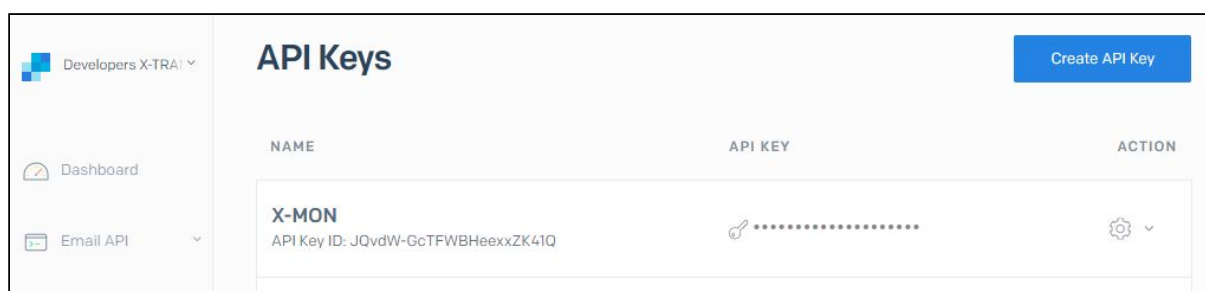 Developers X-TRAI
API Keys
Create API Key
NAME
API KEY
ACTION
Dashboard
X-MON
API Key ID: JQvdW-GcTFWBHeexxZK41Q
••••••••••••••••••••
Email API